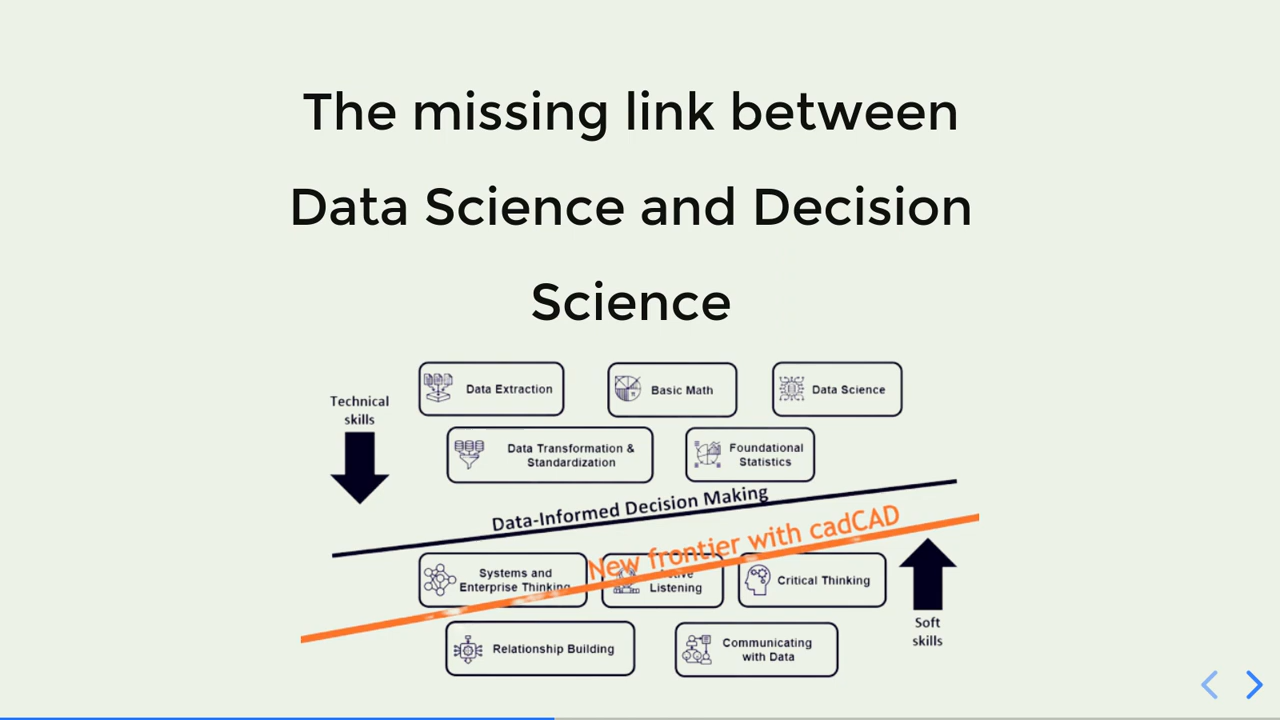 The missing link between
Data Science and Decision
Science
Data Extraction
Basic Math
Data Science
Technical
skills
Data Transformation &
Standardization
Foundational
Statistics
Data-Informed Decision Making
New frontier with cadCAD
Systems and
Enterprise Thinking
Listening
Critical Thinking
Soft
skills
Relationship Building
Communicating
with Data